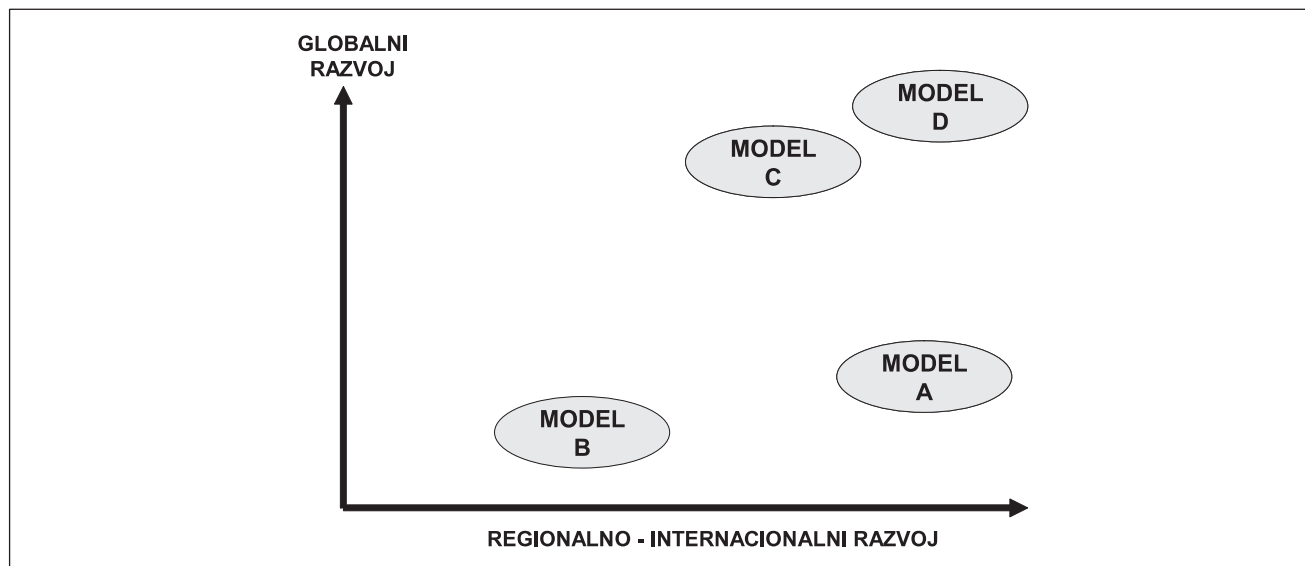 GLOBALNI
RAZVOJ
MODEL
D
MODEL
C
MODEL
A
MODEL
B
REGIONALNO - INTERNACIONALNI RAZVOJ